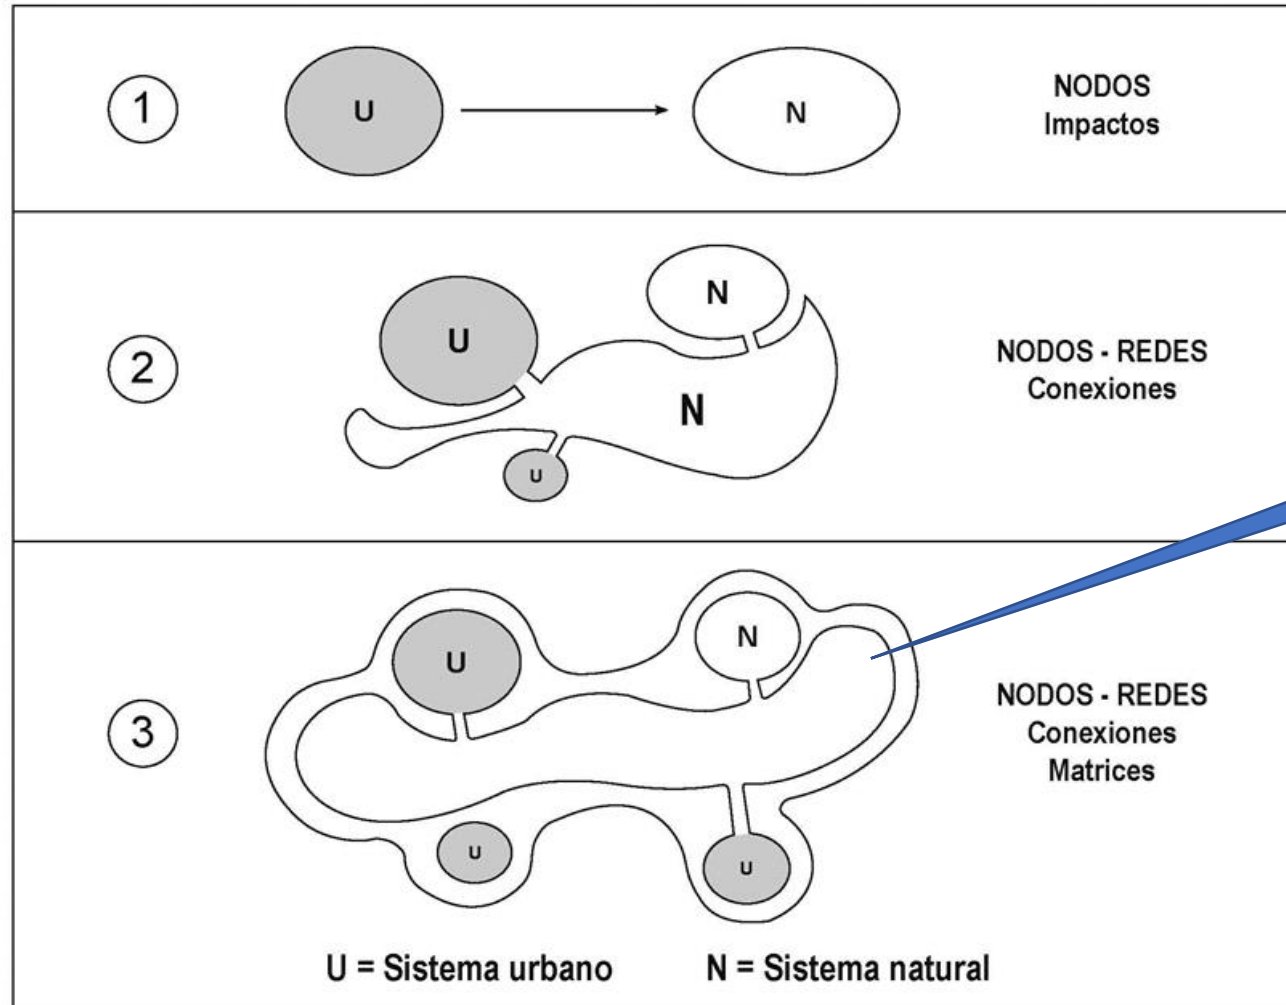 1
U
N
NODOS
Impactos
2
U
N
N
U
NODOS - REDES
Conexiones
3
U
N
U
U
NODOS - REDES
Conexiones
Matrices
U = Sistema urbano
N = Sistema natural